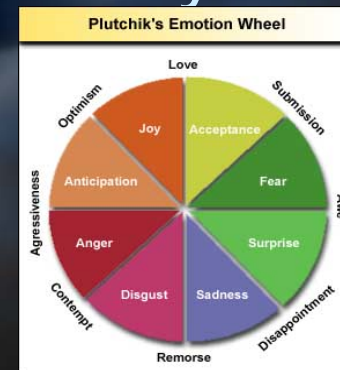 Plutchik's Emotion Wheel
Love
Optimism
Submission
Joy
Acceptance
Anticipation
Fear
Agressiveness
Anger
Surprise
Contempt
Disgust
Sadness
Disappointment
Remorse